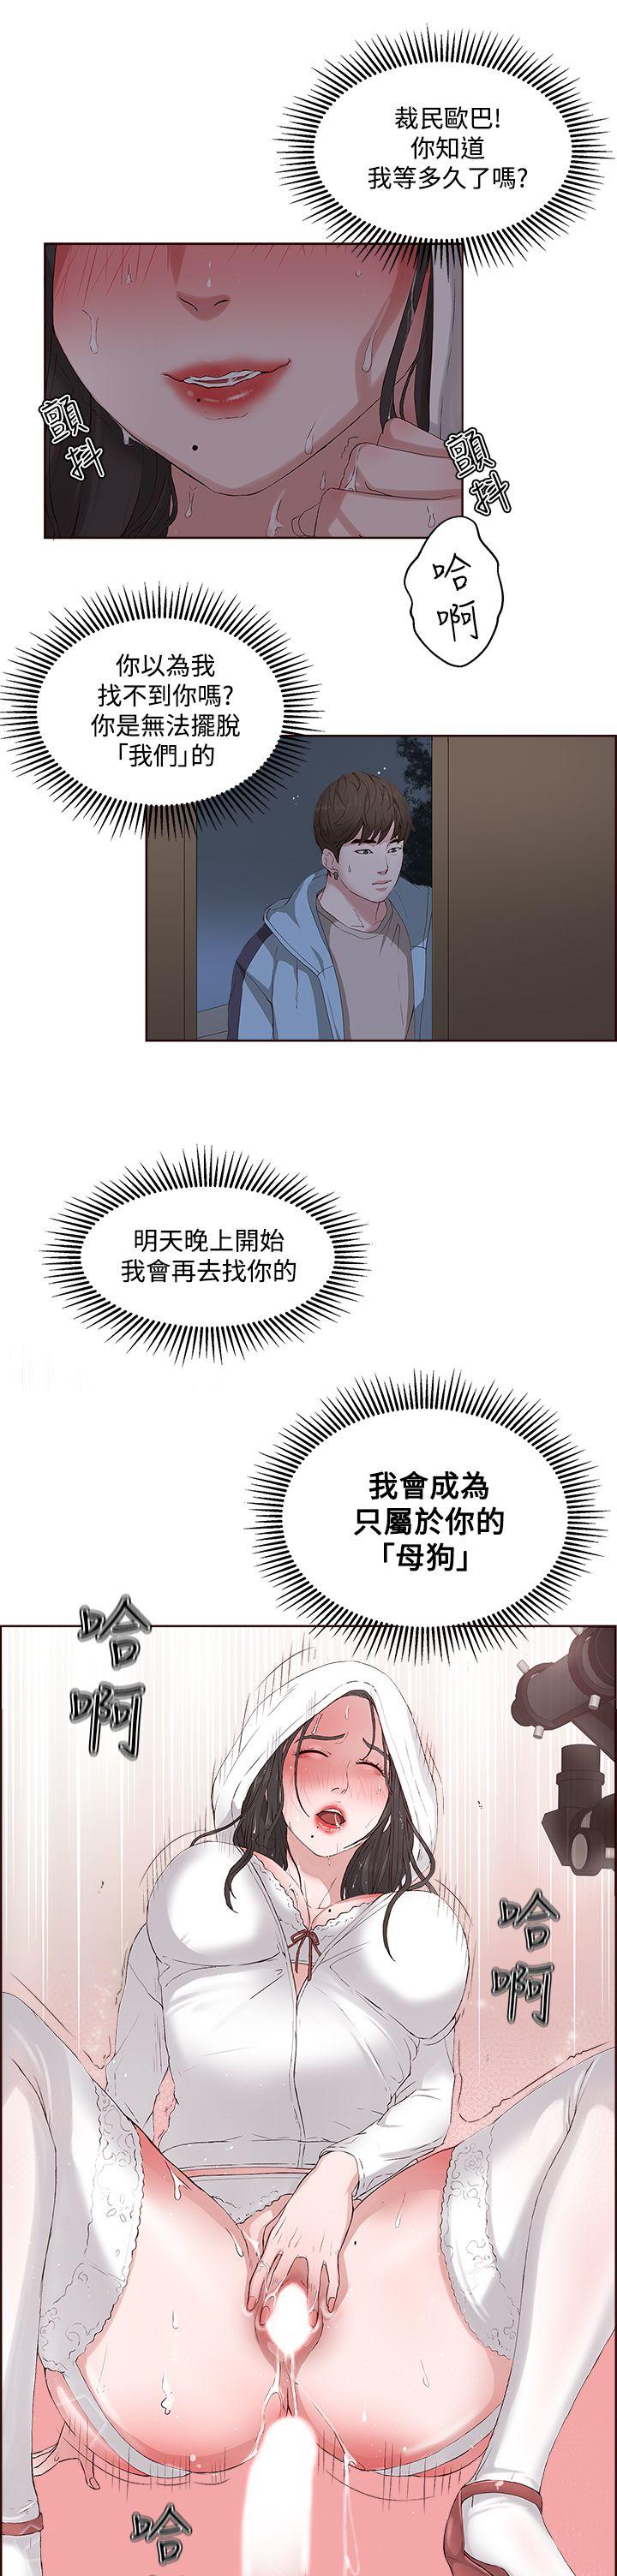 裁民歐巴!
你知道
我等多久了嗎?
顫抖
顫抖
哈啊
你以為我
找不到你嗎?
你是無法擺脫
「我們」的
明天晚上開始
我會再去找你的
我會成為
只屬於你的
「母狗」
哈啊
哈啊
哈